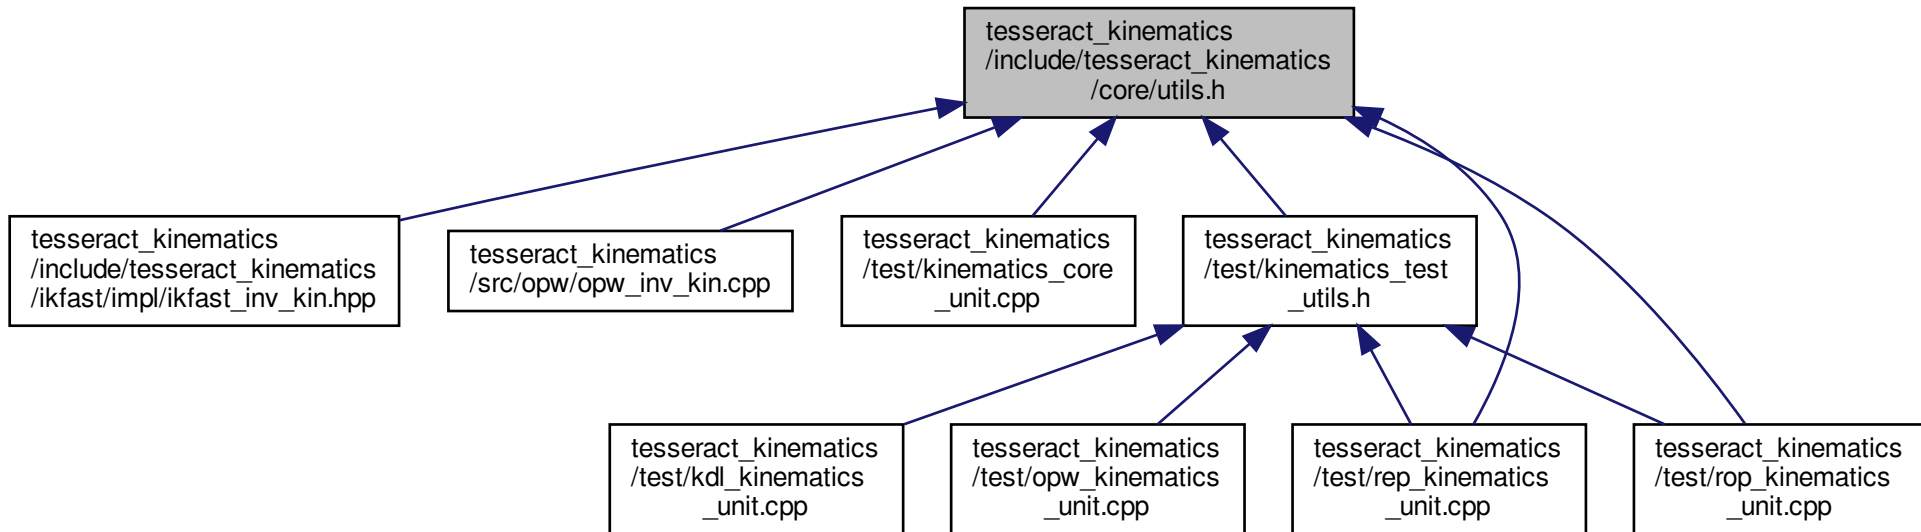 tesseract_kinematics
/include/tesseract_kinematics
/core/utils.h
tesseract_kinematics
/include/tesseract_kinematics
/ikfast/impl/ikfast_inv_kin.hpp
tesseract_kinematics
/src/opw/opw_inv_kin.cpp
tesseract_kinematics
/test/kinematics_core
_unit.cpp
tesseract_kinematics
/test/kinematics_test
_utils.h
tesseract_kinematics
/test/kdl_kinematics
_unit.cpp
tesseract_kinematics
/test/opw_kinematics
_unit.cpp
tesseract_kinematics
/test/rep_kinematics
_unit.cpp
tesseract_kinematics
/test/rop_kinematics
_unit.cpp